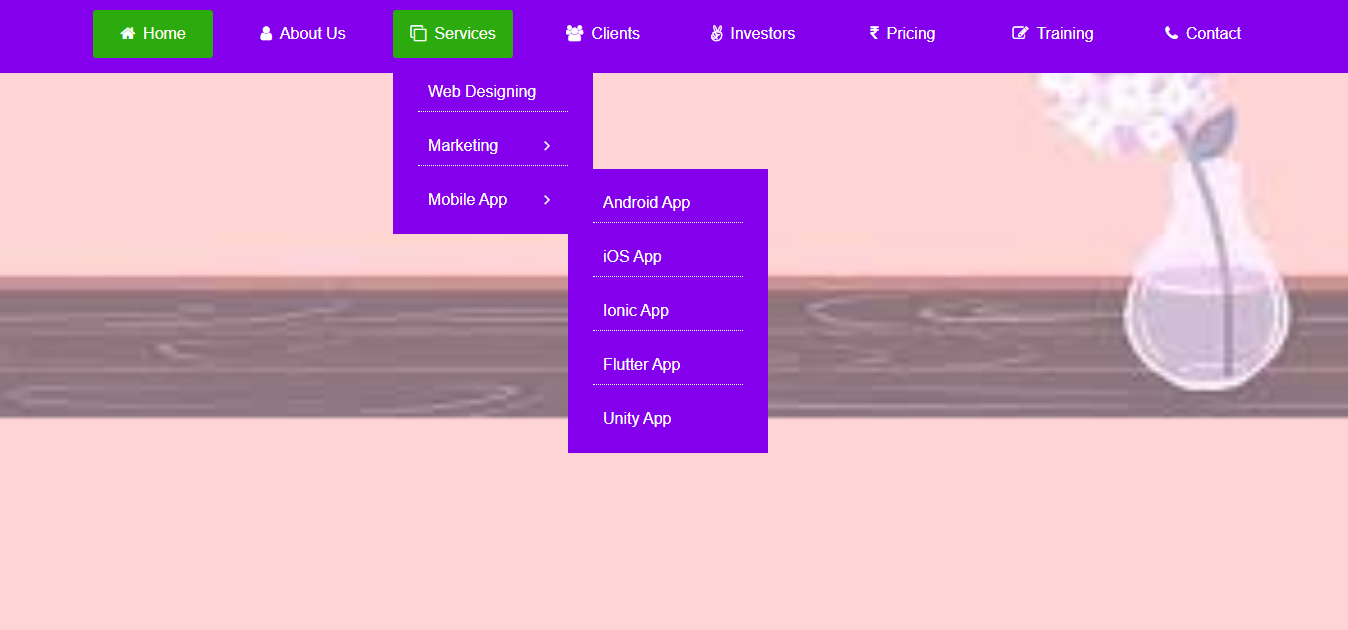 Home About Us Services Clients Investors ₹ Pricing Training Contact
Web Designing
Marketing
Mobile App
Android App
iOS App
Ionic App
Flutter App
Unity App